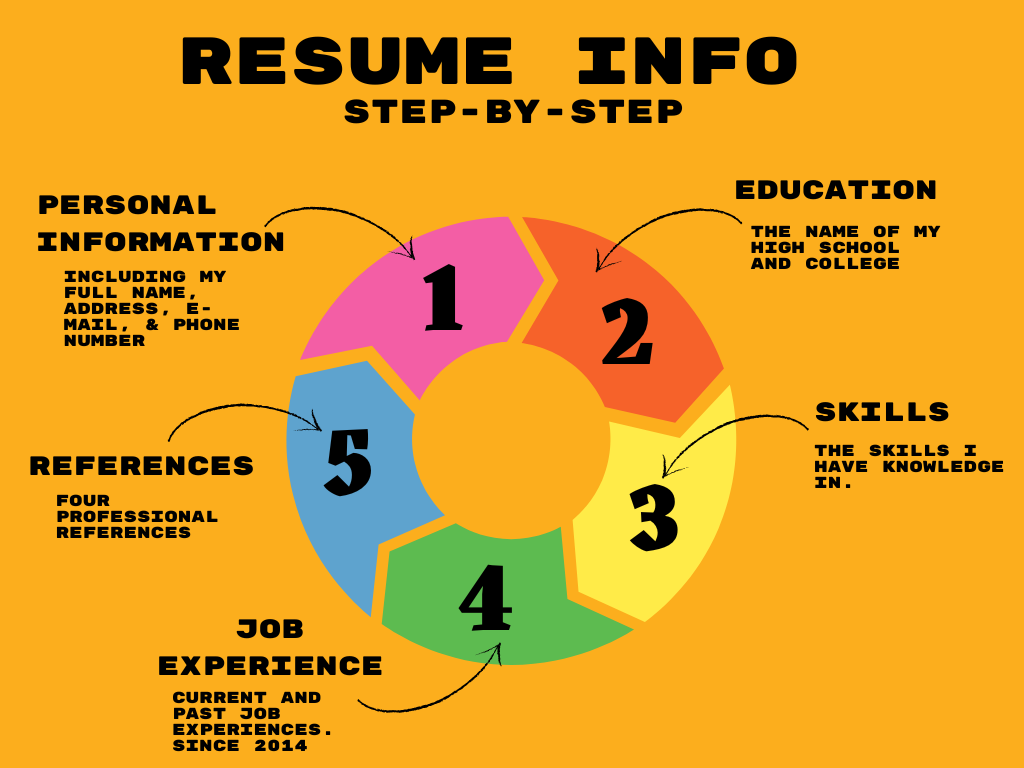 RESUME INFO
STEP-BY-STEP
PERSONAL
INFORMATION
INCLUDING MY
FULL NAME,
ADDRESS, E-
MAIL, & PHONE
NUMBER
1
EDUCATION
THE NAME OF MY
HIGH SCHOOL
AND COLLEGE
2
SKILLS
THE SKILLS I
HAVE KNOWLEDGE
IN.
3
JOB
EXPERIENCE
CURRENT AND
PAST JOB
EXPERIENCES.
SINCE 2014
4
REFERENCES
FOUR
PROFESSIONAL
REFERENCES
5